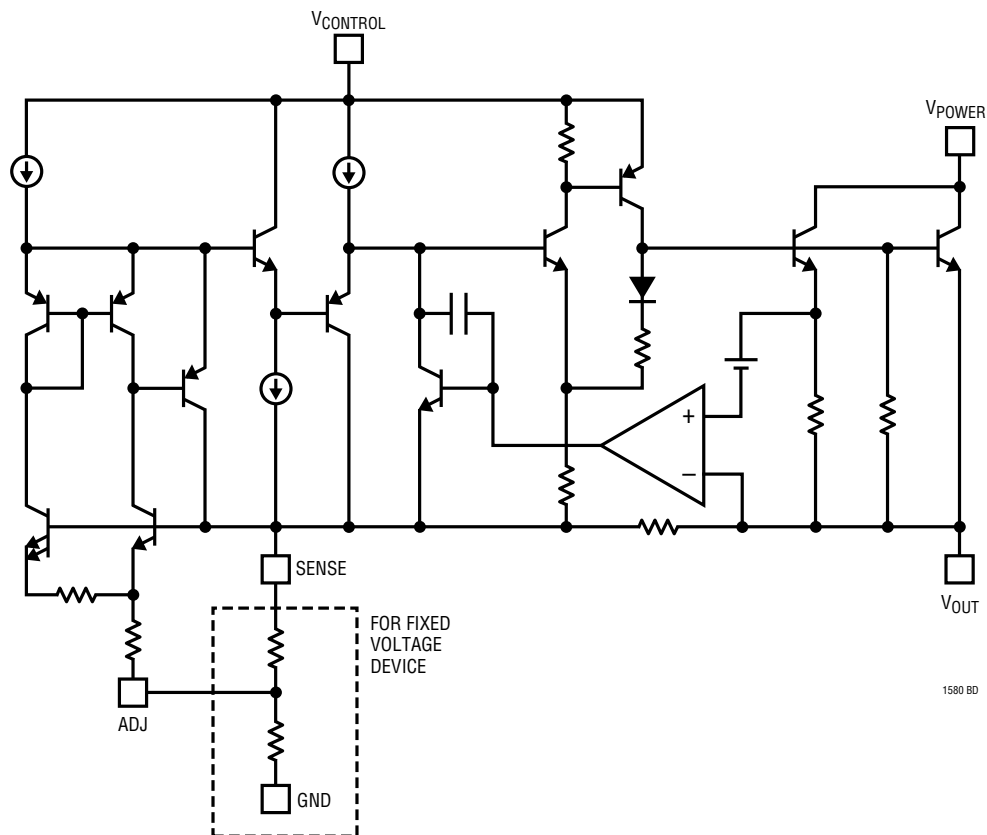 VCONTROL
VPOWER
+
–
SENSE
VOUT
FOR FIXED
VOLTAGE
DEVICE
1580 BD
ADJ
GND